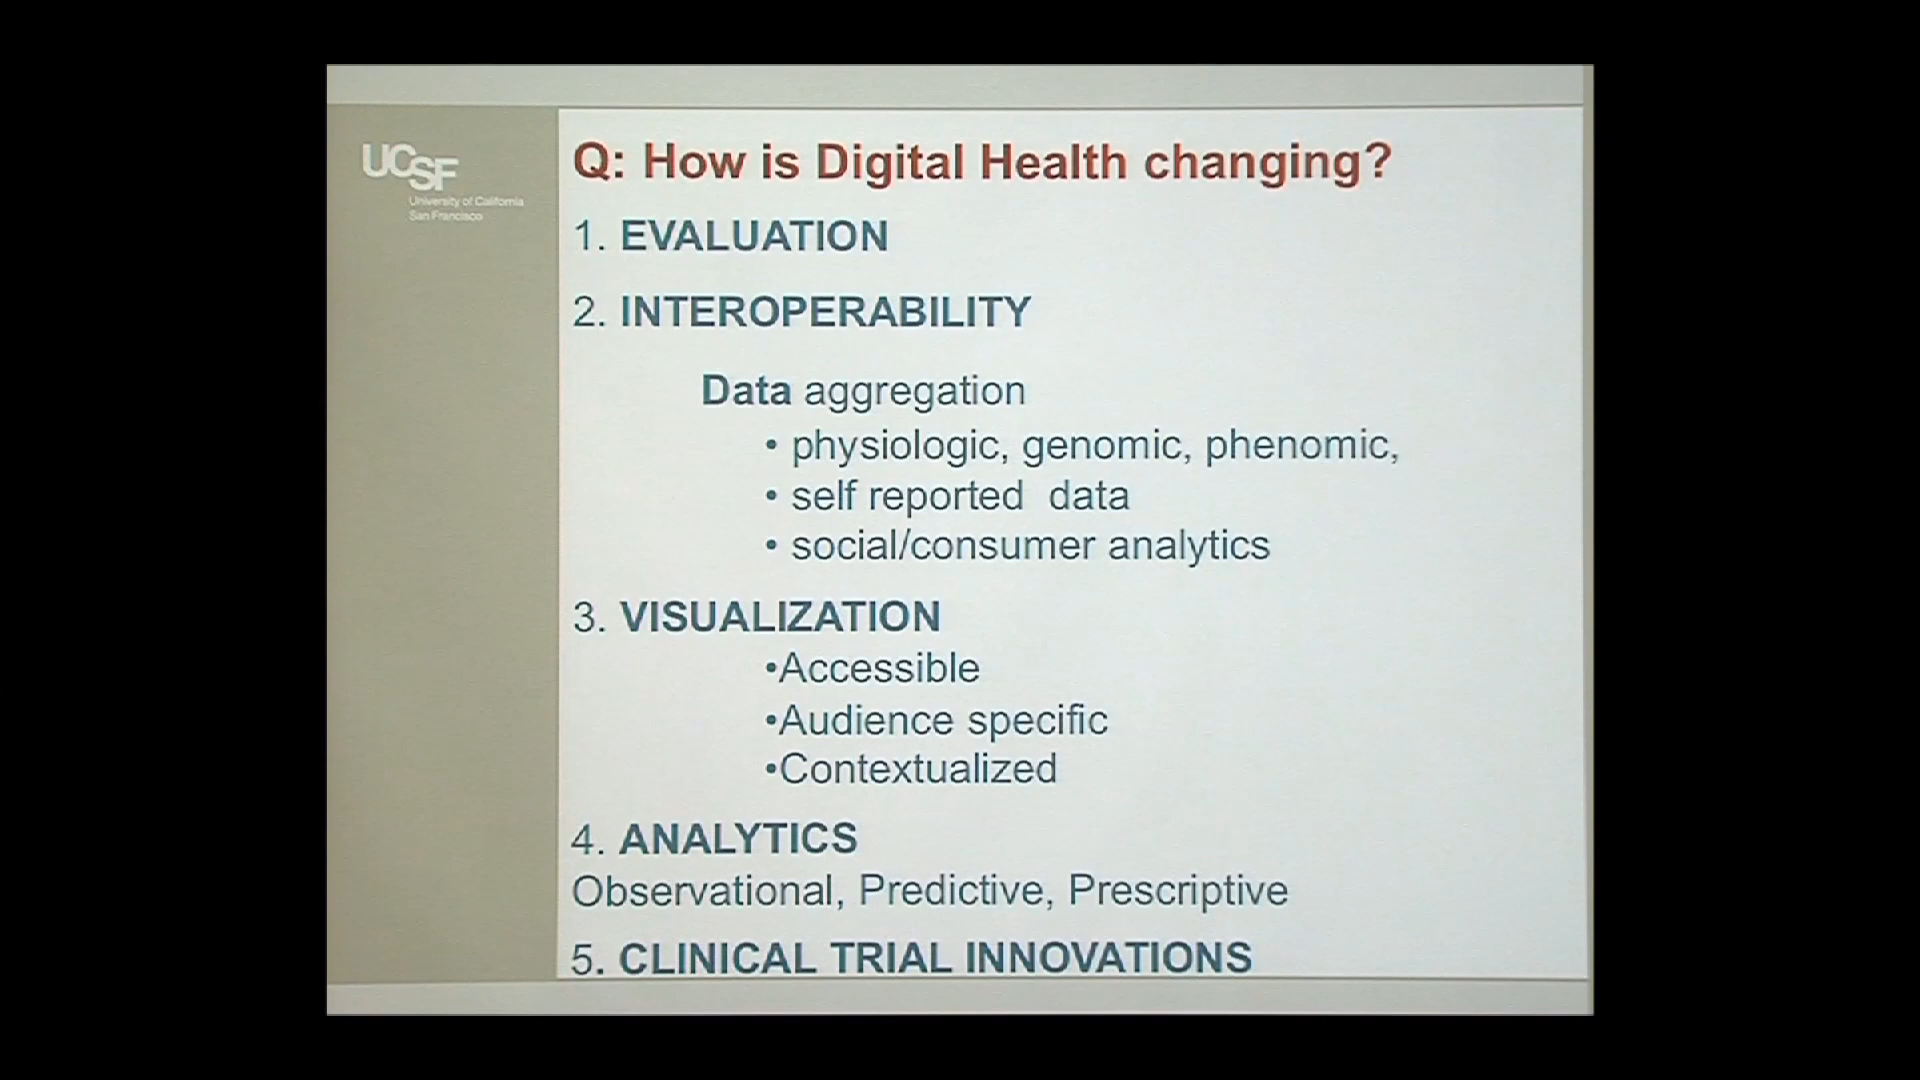 UCSF
University of California
San Francisco
Q: How is Digital Health changing?
1. EVALUATION
2. INTEROPERABILITY
Data aggregation
• physiologic, genomic, phenomic,
• self reported data
• social/consumer analytics
3. VISUALIZATION
•Accessible
•Audience specific
•Contextualized
4. ANALYTICS
Observational, Predictive, Prescriptive
5. CLINICAL TRIAL INNOVATIONS